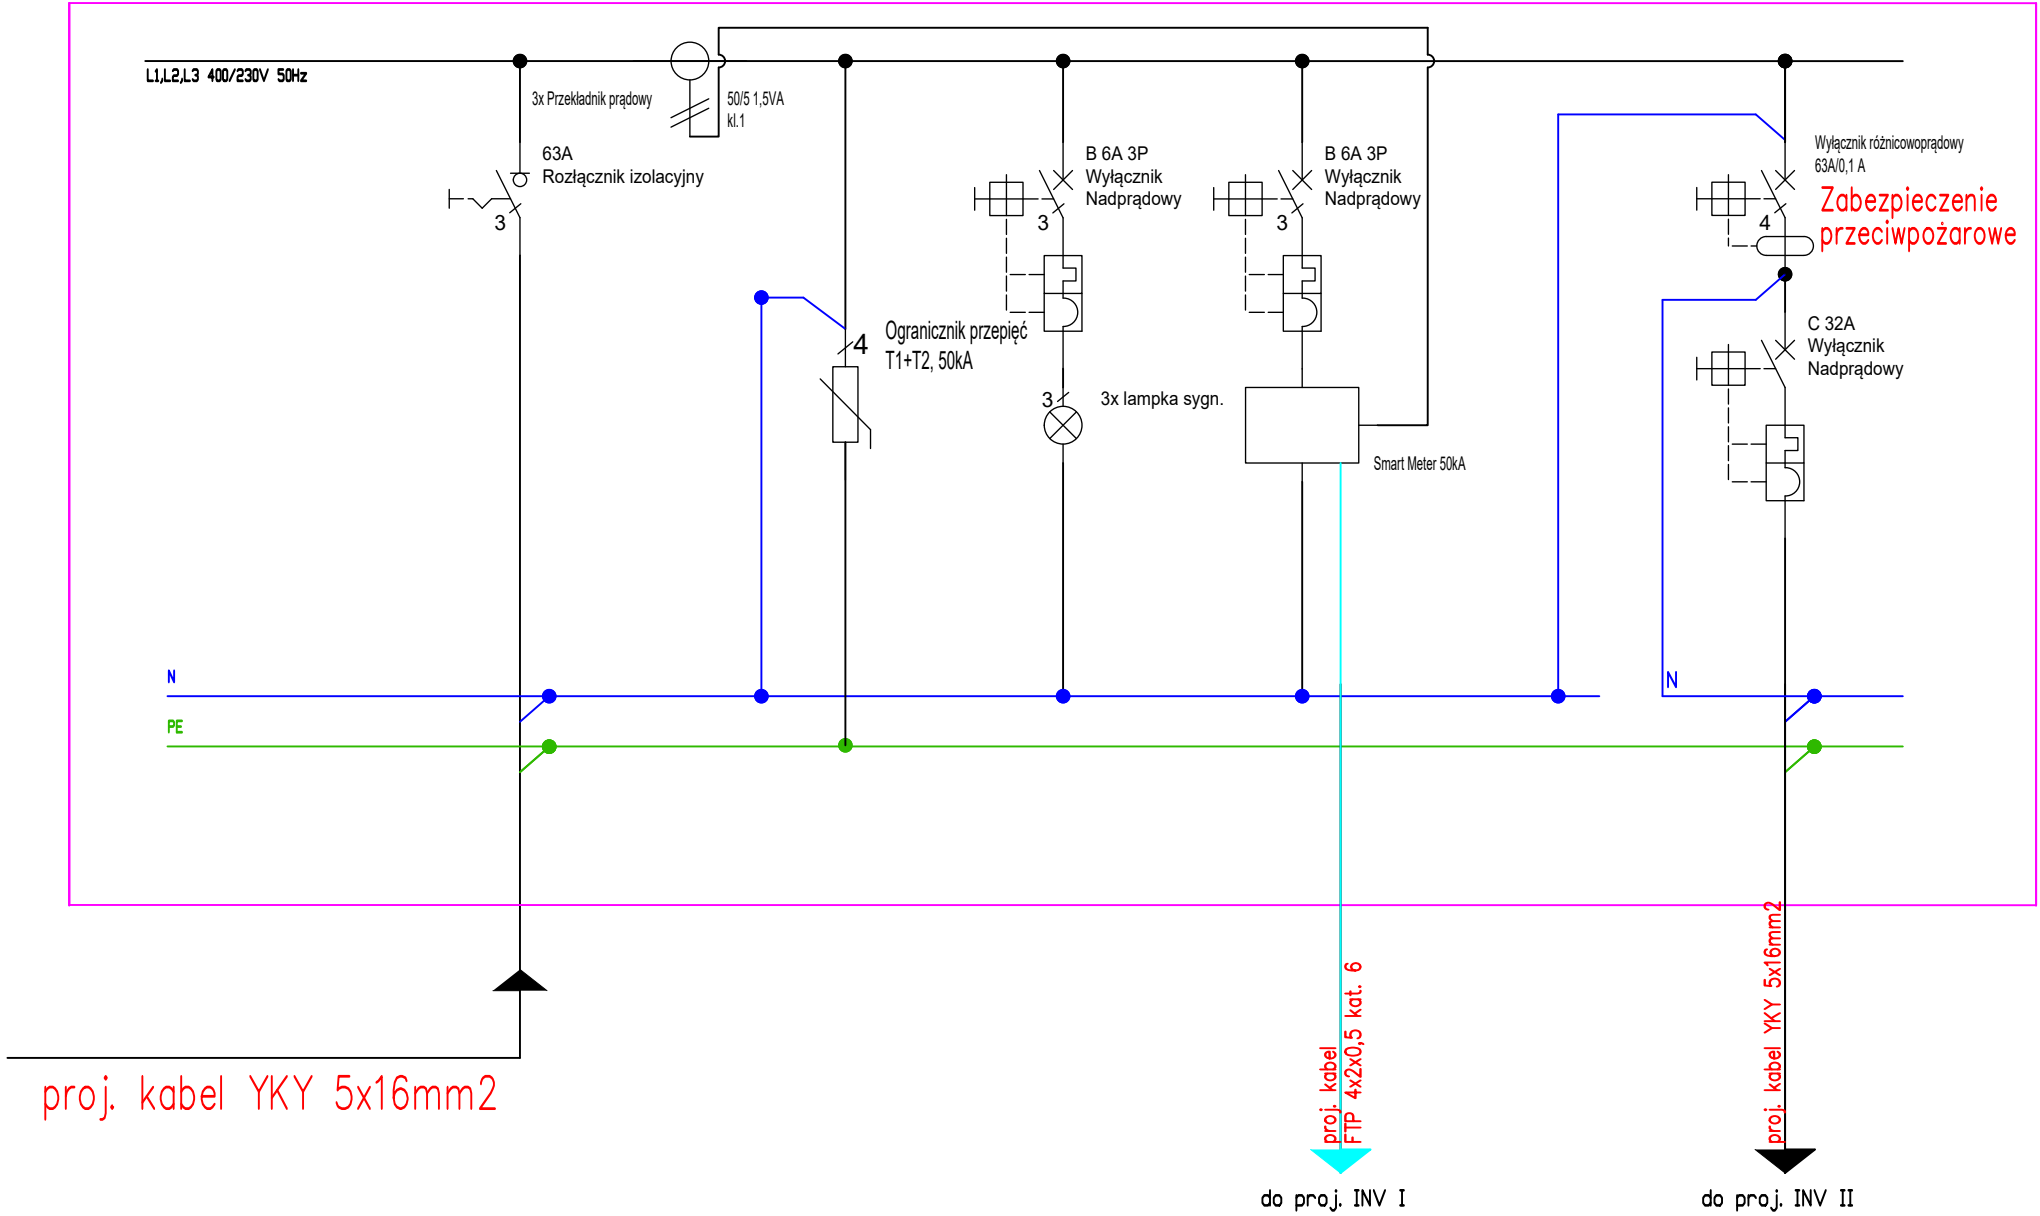 L1,L2,L3 400/230V 50Hz
3x Przekładnik prądowy
50/5 1,5VA
kl.1
63A
Rozłącznik izolacyjny
3
Ogranicznik przepięć
T1+T2, 50kA
4
B 6A 3P
Wyłącznik
Nadprądowy
3
3
3x lampka sygn.
B 6A 3P
Wyłącznik
Nadprądowy
3
Smart Meter 50kA
Wyłącznik różnicowoprądowy
63A/0,1 A
Zabezpieczenie
przeciwpożarowe
4
C 32A
Wyłącznik
Nadprądowy
N
N
PE
proj. kabel YKY 5x16mm2
proj. kabel
FTP 4x2x0,5 kat. 6
proj. kabel YKY 5x16mm2
do proj. INV I
do proj. INV II